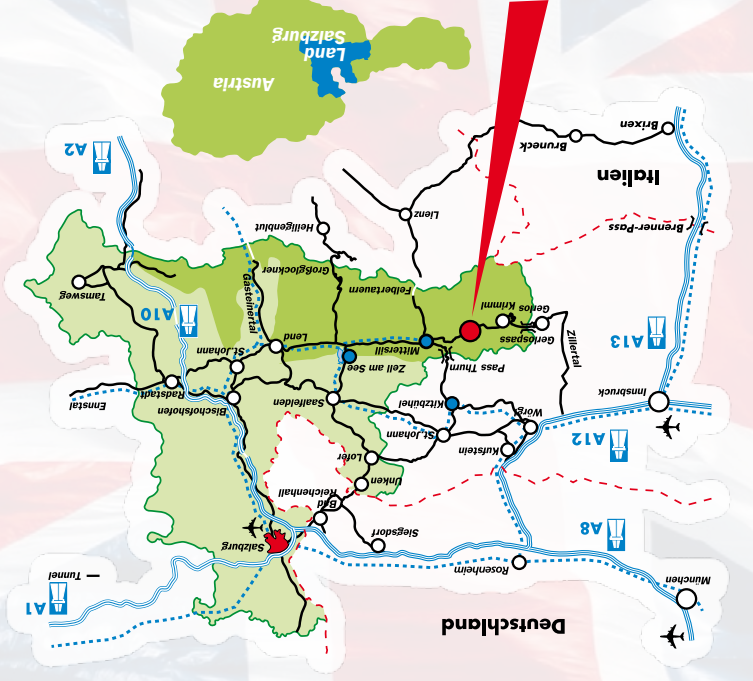 Deutschland
A1
München
— Tunnel
Rosenheim
Salzburg
Siegsdorf
A8
Bad
Reichenhall
Unken
Lofer
Kufstein
A12
St.Johann
Wörgl
Bischofshofen
Kitzbühel
Saalfelden
Ennstal
Innsbruck
Radstadt
Pass Thurn
Zell am See
St.Johann
Mittersill
Zillertal
Lend
A13
Gerlospass
A10
Gerlos
Krimml
Tamsweg
Felbertauern
Gasteinertal
Großglockner
Brenner-Pass
Heiligenblut
Lienz
Italien
A2
Bruneck
Brixen
Austria
Land
Salzburg